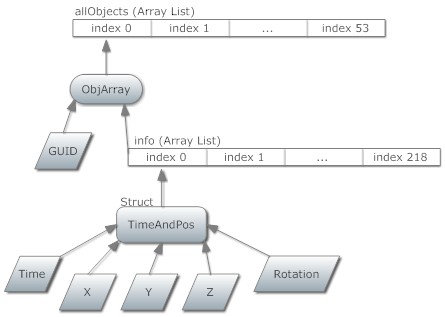 allObjects (Array List)
index 0 index 1 ... index 53
ObjArray
GUID
info (Array List)
index 0 index 1 ... index 218
Struct
TimeAndPos
Time X Y Z Rotation